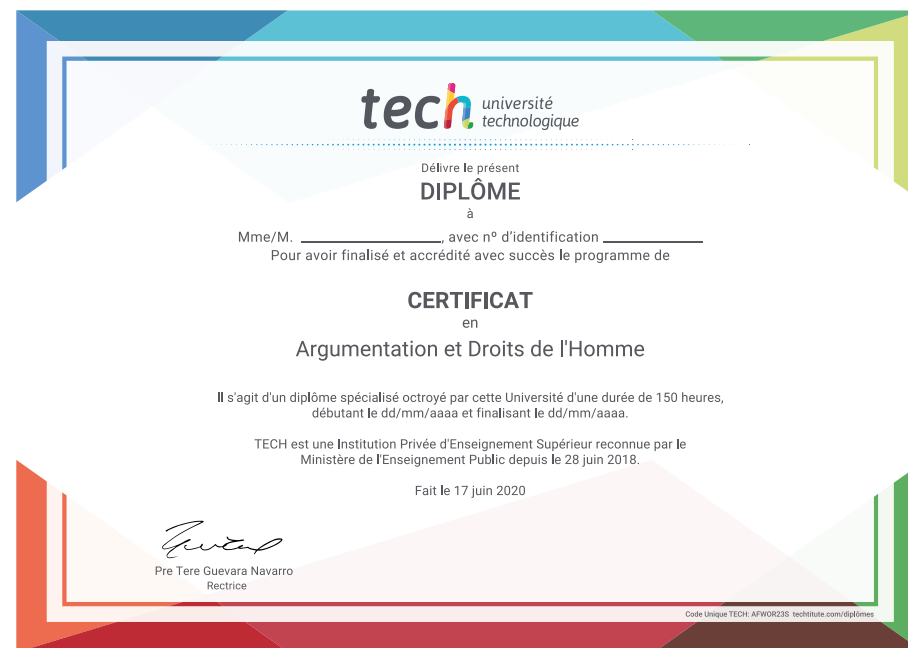 tech université
technologique
Délivre le présent
DIPLÔME
à
Mme/M. ____________________, avec nº d'identification ______________
Pour avoir finalisé et accrédité avec succès le programme de
CERTIFICAT
en
Argumentation et Droits de l'Homme
Il s'agit d'un diplôme spécialisé octroyé par cette Université d'une durée de 150 heures,
débutant le dd/mm/aaaa et finalisant le dd/mm/aaaa.
TECH est une Institution Privée d'Enseignement Supérieur reconnue par le
Ministère de l'Enseignement Public depuis le 28 juin 2018.
Fait le 17 juin 2020
Pre Tere Guevara Navarro
Rectrice
Code Unique TECH: AFWOR23S techtitute.com/diplômes